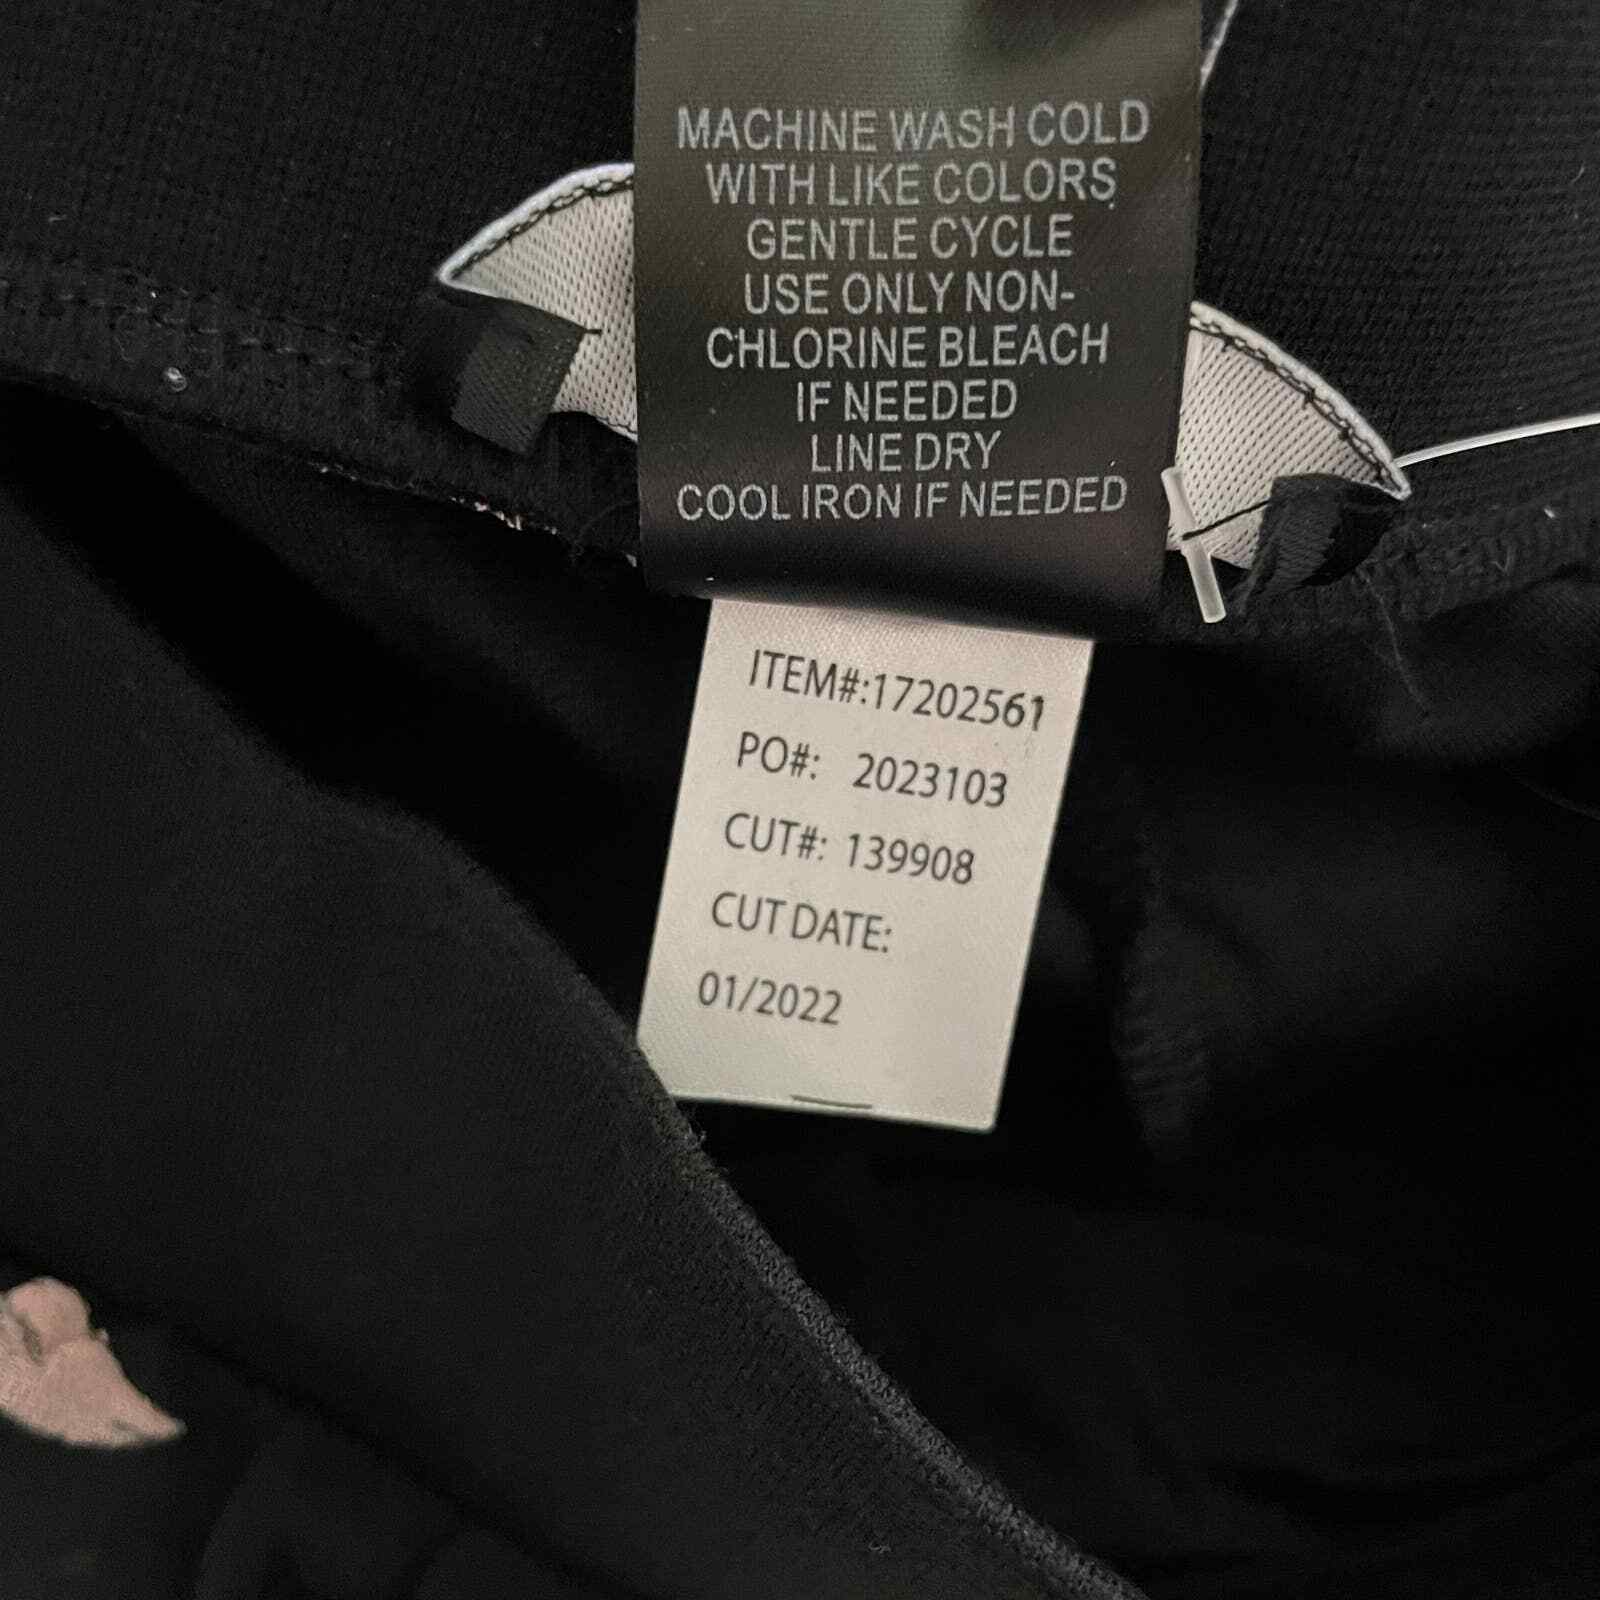 MACHINE WASH COLD
WITH LIKE COLORS
GENTLE CYCLE
USE ONLY NON-
CHLORINE BLEACH
IF NEEDED
LINE DRY
COOL IRON IF NEEDED
ITEM#:17202561
PO#: 2023103
CUT#: 139908
CUT DATE:
01/2022